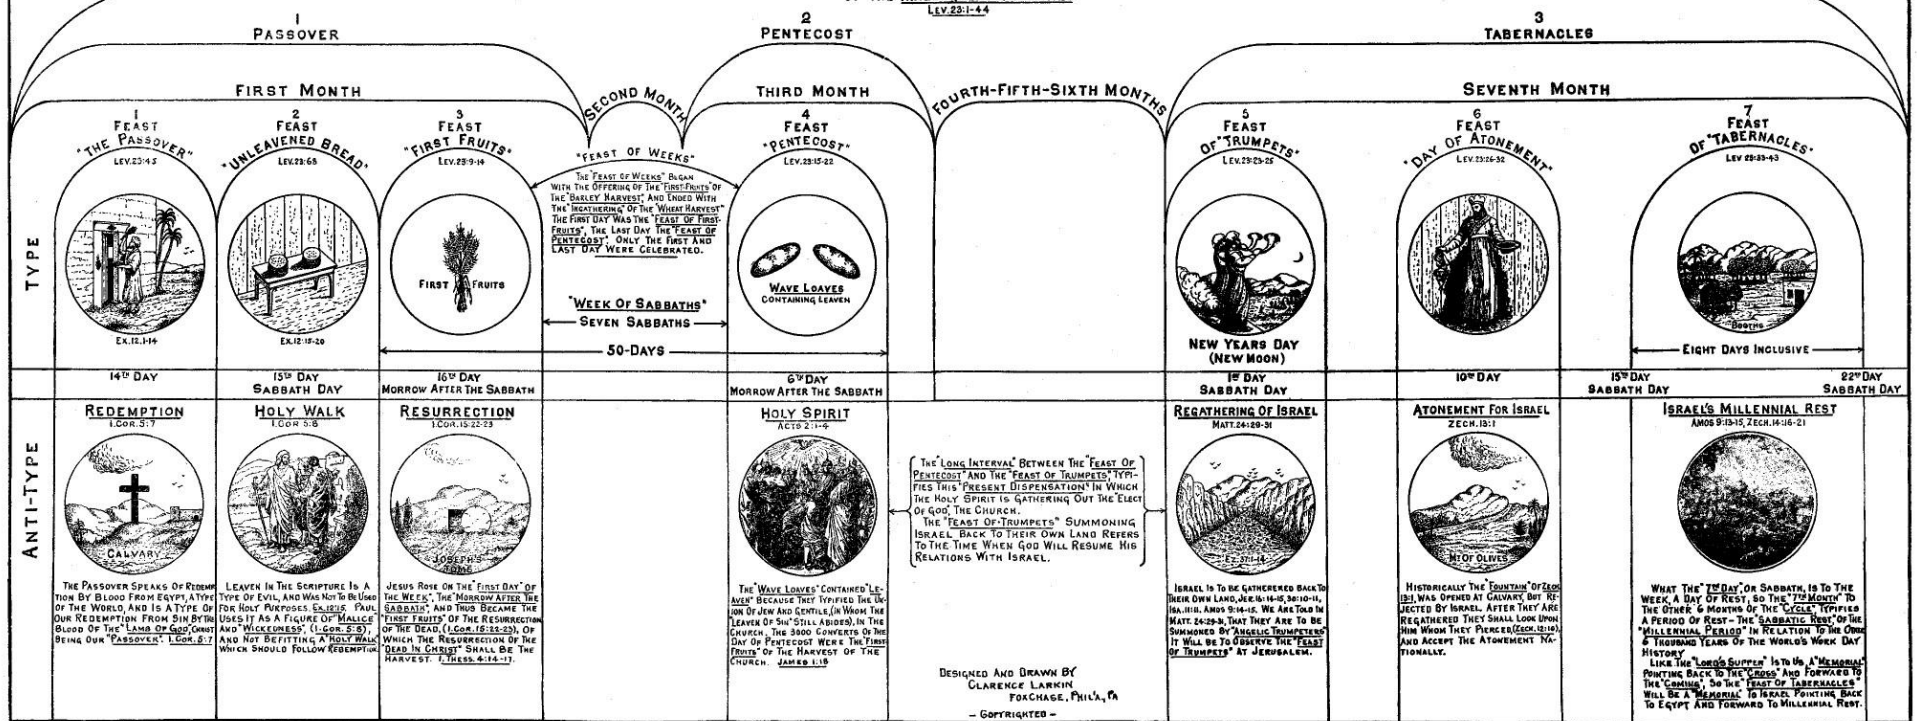 LEV. 23:1-44
1
PASSOVER
2
PENTECOST
3
TABERNACLES
FIRST MONTH
SECOND MONTH
THIRD MONTH
FOURTH-FIFTH-SIXTH MONTHS
SEVENTH MONTH
TYPE
1
FEAST
"THE PASSOVER"
LEV. 23:4-5
EX. 12:1-14
2
FEAST
"UNLEAVENED BREAD"
LEV. 23:6-8
EX. 12:15-20
3
FEAST
"FIRST FRUITS"
LEV. 23:9-14
FIRST FRUITS
"FEAST OF WEEKS"
THE "FEAST OF WEEKS" BEGAN
WITH THE OFFERING OF THE "FIRST-FRUITS" OF
THE "BARLEY HARVEST", AND ENDED WITH
THE "INGATHERING" OF THE "WHEAT HARVEST"
THE FIRST DAY WAS THE "FEAST OF FIRST-
FRUITS", THE LAST DAY THE "FEAST OF
PENTECOST". ONLY THE FIRST AND
LAST DAY WERE CELEBRATED.
"WEEK OF SABBATHS"
SEVEN SABBATHS
50-DAYS
4
FEAST
"PENTECOST"
LEV. 23:15-22
WAVE LOAVES
CONTAINING LEAVEN
5
FEAST
OF "TRUMPETS"
LEV. 23:23-25
NEW YEARS DAY
(NEW MOON)
6
FEAST
"DAY OF ATONEMENT"
LEV. 23:26-32
7
FEAST
OF "TABERNACLES"
LEV 23:33-43
BOOTHS
EIGHT DAYS INCLUSIVE
14TH DAY
15TH DAY
SABBATH DAY
16TH DAY
MORROW AFTER THE SABBATH
6TH DAY
MORROW AFTER THE SABBATH
1ST DAY
SABBATH DAY
10TH DAY
15TH DAY
SABBATH DAY
22ND DAY
SABBATH DAY
ANTI-TYPE
REDEMPTION
1. COR. 5:7
CALVARY
THE PASSOVER SPEAKS OF REDEMP
TION BY BLOOD FROM EGYPT, A TYPE
OF THE WORLD, AND IS A TYPE OF
OUR REDEMPTION FROM SIN BY THE
BLOOD OF THE "LAMB OF GOD", CHRIST
BEING OUR "PASSOVER". 1. COR. 5:7
HOLY WALK
1. COR 5:8
LEAVEN IN THE SCRIPTURE IS A
TYPE OF EVIL, AND WAS NOT TO BE USED
FOR HOLY PURPOSES. EX. 12:15. PAUL
USES IT AS A FIGURE OF "MALICE
AND "WICKEDNESS", (1. COR. 5:8),
AND NOT BEFITTING A "HOLY WALK"
WHICH SHOULD FOLLOW REDEMPTION.
RESURRECTION
1. COR. 15:22-23
JOSEPH'S
TOMB
JESUS ROSE ON THE "FIRST DAY" OF
THE WEEK", THE "MORROW AFTER THE
SABBATH", AND THUS BECAME THE
"FIRST FRUITS" OF THE RESURRECTION
OF THE DEAD, (1. COR. 15:22-23), OF
WHICH THE RESURRECTION OF THE
"DEAD IN CHRIST" SHALL BE THE
HARVEST. 1. THESS. 4:14-17.
HOLY SPIRIT
ACTS 2:1-4
THE "WAVE LOAVES" CONTAINED "LE-
AVEN" BECAUSE THEY TYPIFIED THE UN-
ION OF JEW AND GENTILE, (IN WHOM THE
LEAVEN OF SIN" STILL ABIDES), IN THE
CHURCH. THE 3000 CONVERTS OF THE
DAY OF PENTECOST WERE THE "FIRST
FRUITS" OF THE HARVEST OF THE
CHURCH. JAMES 1:18
THE "LONG INTERVAL" BETWEEN THE "FEAST OF
PENTECOST" AND THE "FEAST OF TRUMPETS", TYPI-
FIES THIS "PRESENT DISPENSATION" IN WHICH
THE HOLY SPIRIT IS GATHERING OUT THE "ELECT
OF GOD", THE CHURCH.
THE "FEAST OF-TRUMPETS" SUMMONING
ISRAEL BACK TO THEIR OWN LAND REFERS
TO THE TIME WHEN GOD WILL RESUME HIS
RELATIONS WITH ISRAEL.
DESIGNED AND DRAWN BY
CLARENCE LARKIN
FOXCHASE, PHIL'A, PA
- COPYRIGHTED -
REGATHERING OF ISRAEL
MATT. 24:29-31
EZ. 37:1-14
ISRAEL IS TO BE GATHERERED BACK TO
THEIR OWN LAND, JER. 16:14-15, 30:10-11,
ISA. 11:11, AMOS 9:14-15. WE ARE TOLD IN
MATT. 24:29-31, THAT THEY ARE TO BE
SUMMONED BY "ANGELIC TRUMPETERS"
IT WILL BE TO OBSERVE THE "FEAST
OF TRUMPETS" AT JERUSALEM.
ATONEMENT FOR ISRAEL
ZECH. 13:1
MT OF OLIVES
HISTORICALLY THE "FOUNTAIN" OF ZECH
13:1, WAS OPENED AT CALVARY, BUT RE-
JECTED BY ISRAEL. AFTER THEY ARE
REGATHERED THEY SHALL LOOK UPON
HIM WHOM THEY PIERCED, (ZECH. 12:10),
AND ACCEPT THE ATONEMENT NA-
TIONALLY.
ISRAEL'S MILLENNIAL REST
AMOS 9:13-15, ZECH. 14:16-21
WHAT THE "7TH DAY", OR SABBATH, IS TO THE
WEEK, A DAY OF REST, SO THE "7TH MONTH" TO
THE OTHER 6 MONTHS OF THE "CYCLE", TYPIFIES
A PERIOD OF REST- THE "SABBATIC REST", OF THE
"MILLENNIAL PERIOD" IN RELATION TO THE OTHER
6 THOUSAND YEARS OF THE WORLD'S WORK DAY
HISTORY
LIKE THE "LORD'S SUPPER" IS TO US, A "MEMORIAL"
POINTING BACK TO THE "CROSS" AND FORWARD TO
THE "COMING", SO THE "FEAST OF TABERNACLES"
WILL BE A "MEMORIAL" TO ISRAEL POINTING BACK
TO EGYPT AND FORWARD TO MILLENNIAL REST.